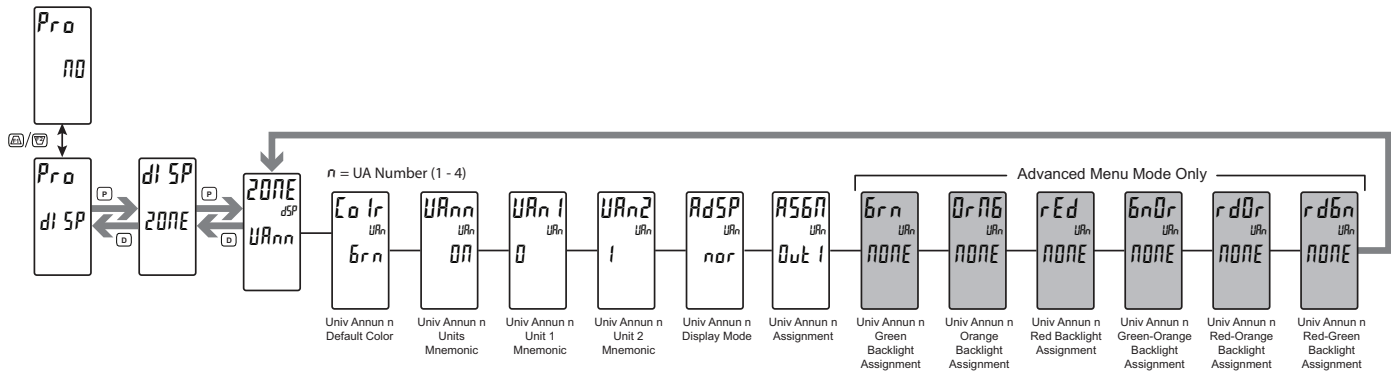 Pro
NO
Pro
dISP
P
D
dISP
ZONE
P
D
ZONE
dSP
UAnn
n = UA Number (1 - 4)
Advanced Menu Mode Only
Colr
UAn
Grn
Univ Annun n
Default Color
UAnn
UAn
ON
Univ Annun n
Units
Mnemonic
UAn1
UAn
0
Univ Annun n
Unit 1
Mnemonic
UAn2
UAn
1
Univ Annun n
Unit 2
Mnemonic
AdSP
UAn
nor
Univ Annun n
Display Mode
ASGN
UAn
Out1
Univ Annun n
Assignment
Grn
UAn
NONE
Univ Annun n
Green
Backlight
Assignment
OrNG
UAn
NONE
Univ Annun n
Orange
Backlight
Assignment
rEd
UAn
NONE
Univ Annun n
Red Backlight
Assignment
GnOr
UAn
NONE
Univ Annun n
Green-Orange
Backlight
Assignment
rdOr
UAn
NONE
Univ Annun n
Red-Orange
Backlight
Assignment
rdGn
UAn
NONE
Univ Annun n
Red-Green
Backlight
Assignment